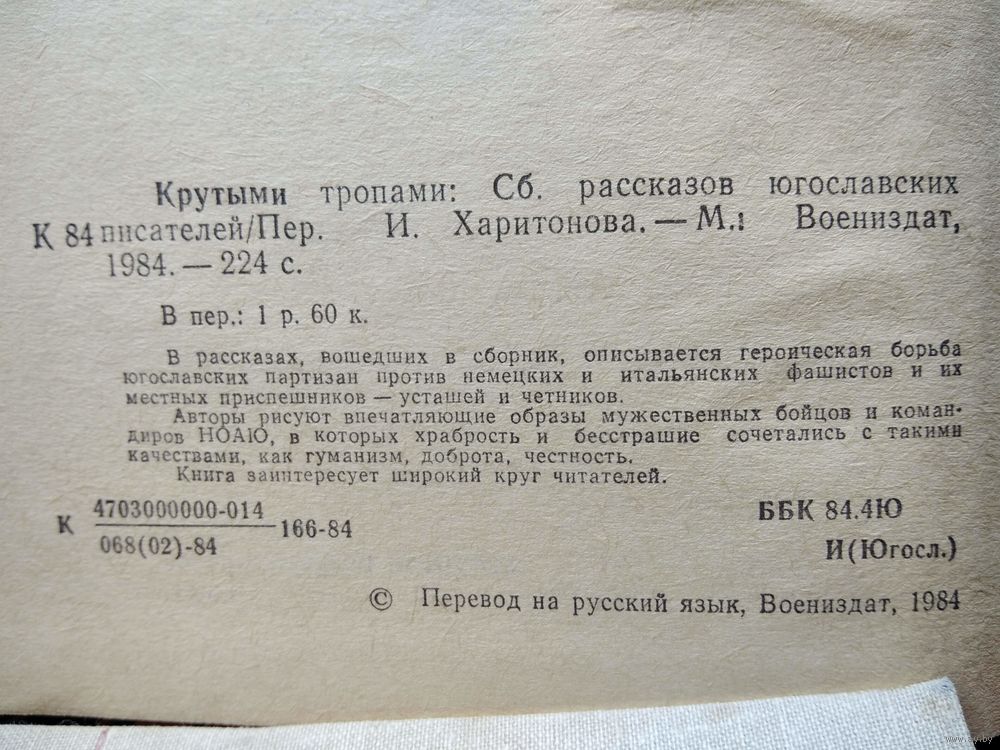 Крутыми тропами: Сб. рассказов югославских
К 84 писателей/Пер. И. Харитонова. — М.: Воениздат,
1984. — 224 с.
В пер.: 1 р. 60 к.
В рассказах, вошедших в сборник, описывается героическая борьба
югославских партизан против немецких и итальянских фашистов и их
местных приспешников — усташей и четников.
Авторы рисуют впечатляющие образы мужественных бойцов и коман-
диров НОАЮ, в которых храбрость и бесстрашие сочетались с такими
качествами, как гуманизм, доброта, честность.
Книга заинтересует широкий круг читателей.
К 4703000000-014 166-84
068(02)-84
ББК 84.4Ю
И(Югосл.)
© Перевод на русский язык, Воениздат, 1984